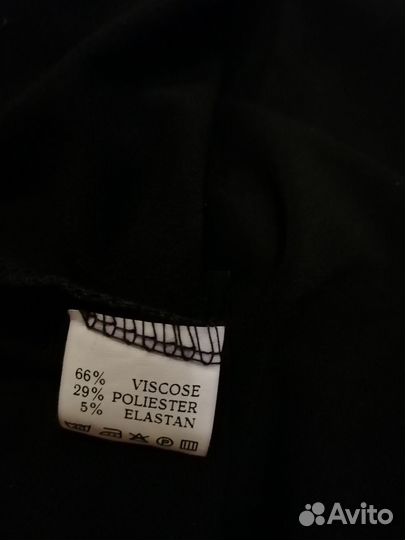 66% VISCOSE
29% POLIESTER
5% ELASTAN
Avito